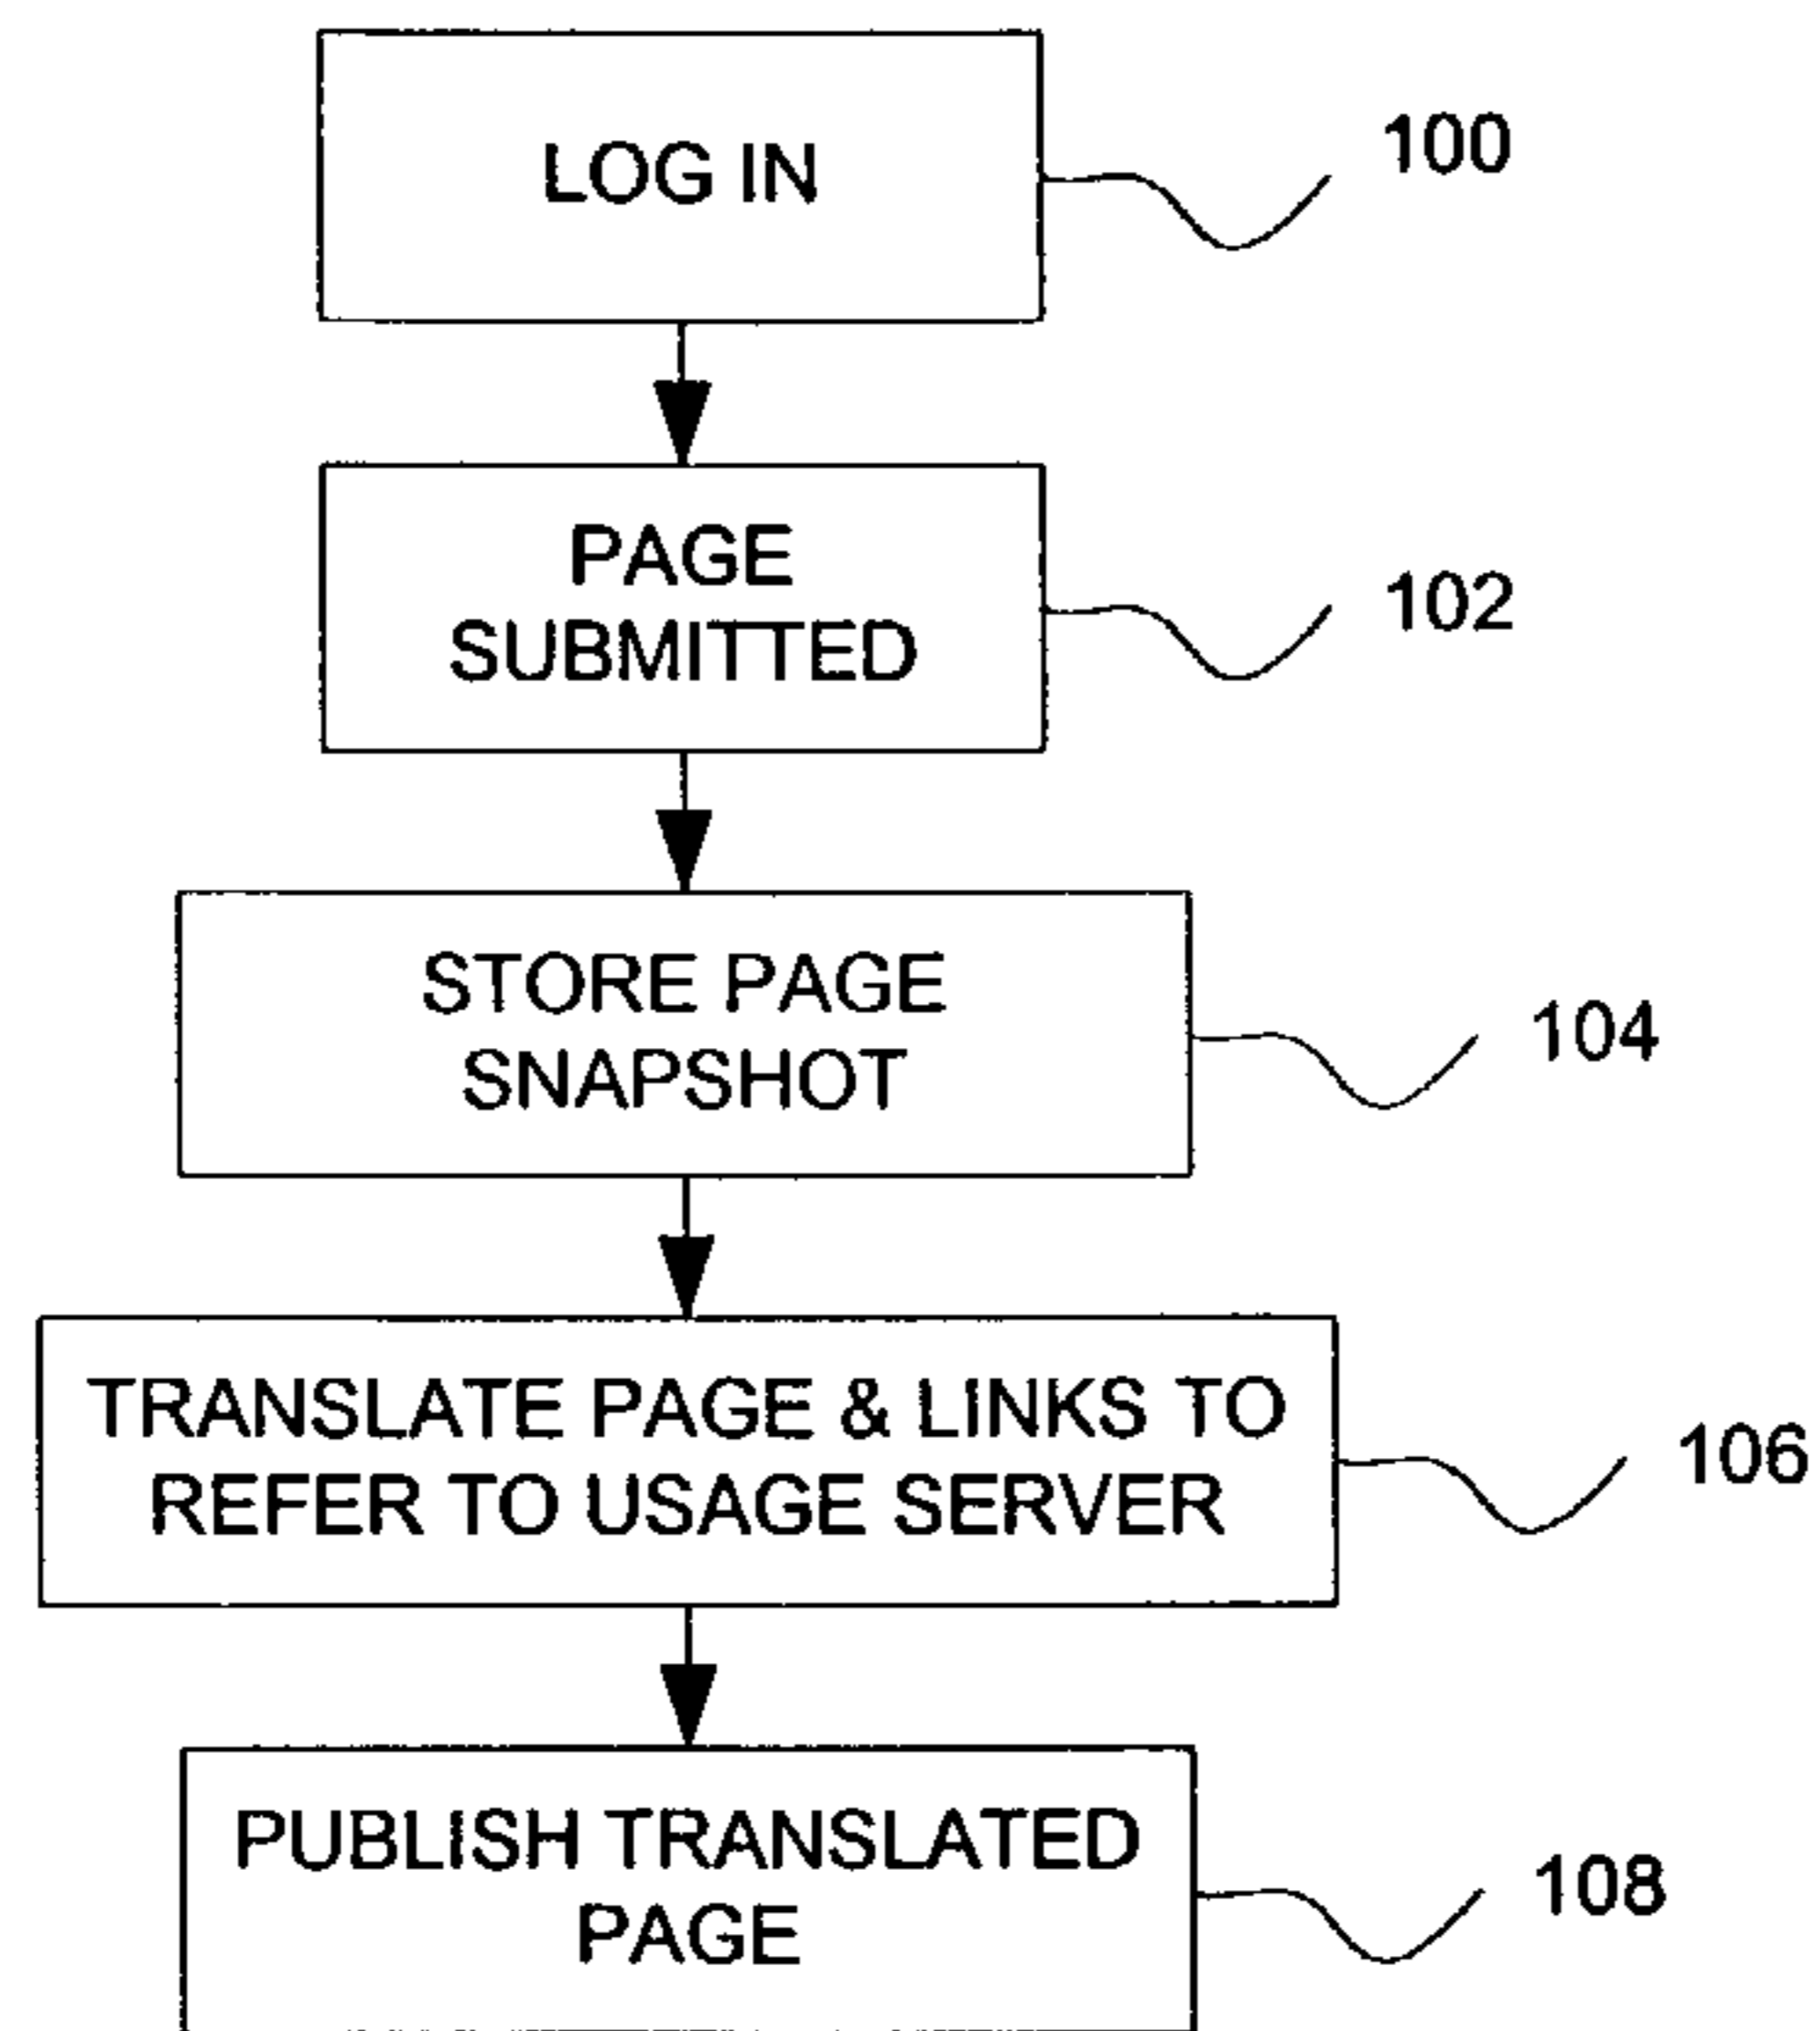 LOG IN
100
PAGE
SUBMITTED
102
STORE PAGE
SNAPSHOT
104
TRANSLATE PAGE & LINKS TO
REFER TO USAGE SERVER
106
PUBLISH TRANSLATED
PAGE
108